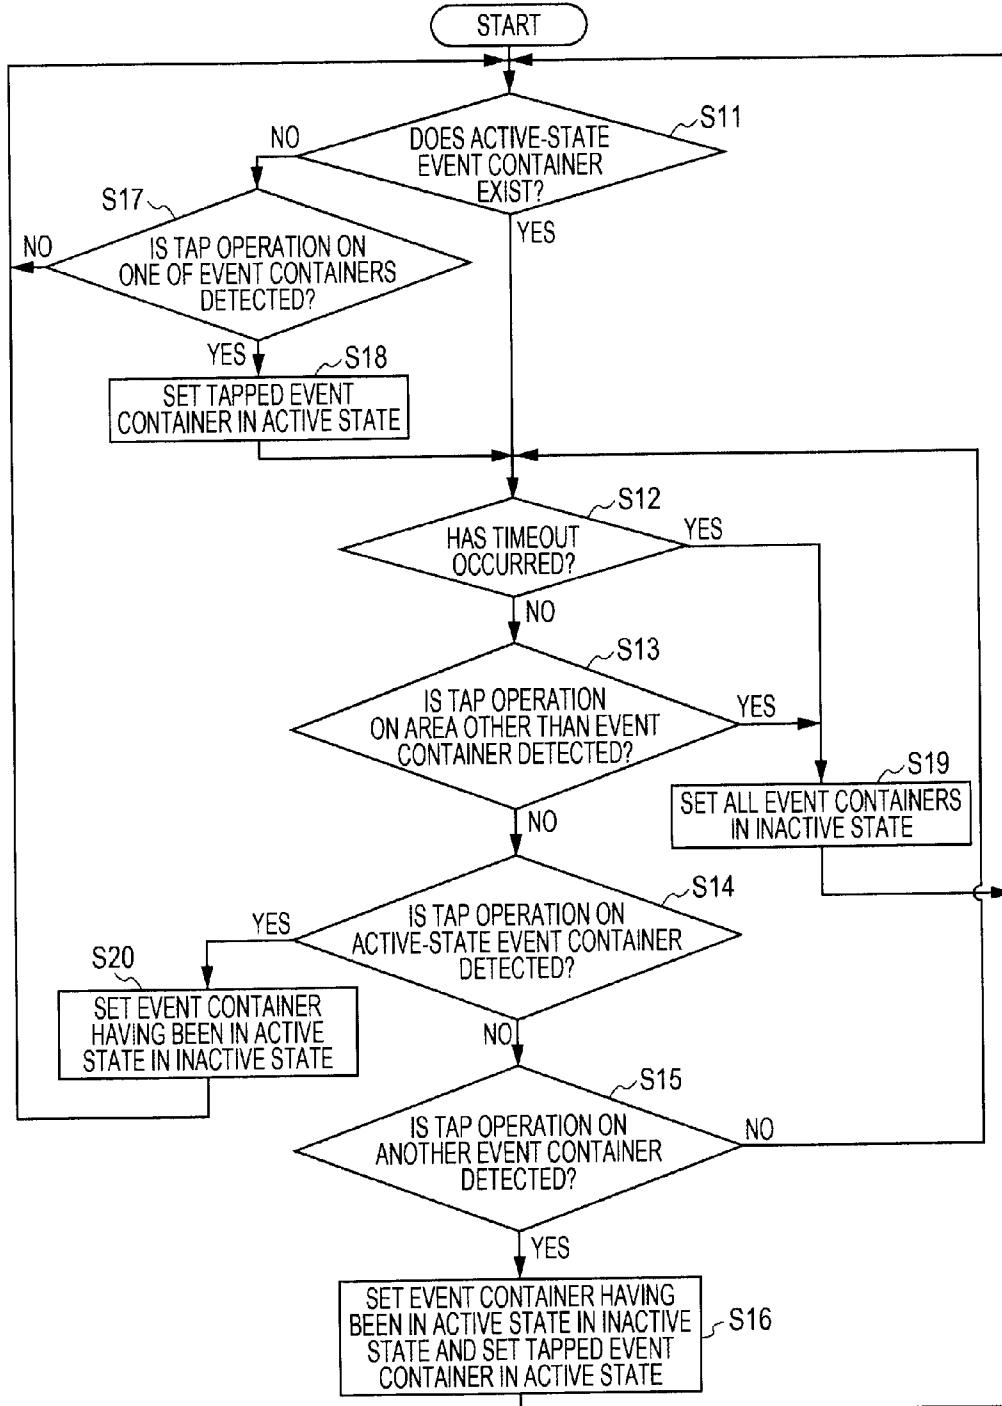 START
S11
NO
DOES ACTIVE-STATE
EVENT CONTAINER
EXIST?
YES
S17
NO
IS TAP OPERATION ON
ONE OF EVENT CONTAINERS
DETECTED?
YES
S18
SET TAPPED EVENT
CONTAINER IN ACTIVE STATE
S12
YES
HAS TIMEOUT
OCCURRED?
NO
S13
IS TAP OPERATION
ON AREA OTHER THAN EVENT
CONTAINER DETECTED?
YES
NO
S19
SET ALL EVENT CONTAINERS
IN INACTIVE STATE
S14
YES
IS TAP OPERATION ON
ACTIVE-STATE EVENT CONTAINER
DETECTED?
NO
S20
SET EVENT CONTAINER
HAVING BEEN IN ACTIVE
STATE IN INACTIVE STATE
S15
IS TAP OPERATION ON
ANOTHER EVENT CONTAINER
DETECTED?
NO
YES
S16
SET EVENT CONTAINER HAVING
BEEN IN ACTIVE STATE IN INACTIVE
STATE AND SET TAPPED EVENT
CONTAINER IN ACTIVE STATE